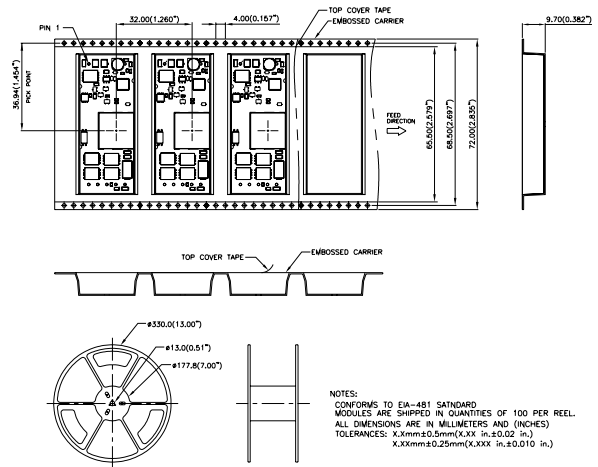 32.00(1.260")
4.00(0.157")
TOP COVER TAPE
EMBOSSED CARRIER
9.70(0.382")
PIN 1
36.94(1.454")
PICK POINT
FEED
DIRECTION
65.50(2.579")
68.50(2.697")
72.00(2.835")
TOP COVER TAPE
EMBOSSED CARRIER
ø330.0(13.00")
ø13.0(0.51")
ø177.8(7.00")
NOTES:
CONFORMS TO EIA-481 SATNDARD
MODULES ARE SHIPPED IN QUANTITIES OF 100 PER REEL.
ALL DIMENSIONS ARE IN MILLIMETERS AND (INCHES)
TOLERANCES: X.Xmm±0.5mm(X.XX in.±0.02 in.)
X.XXmm±0.25mm(X.XXX in.±0.010 in.)